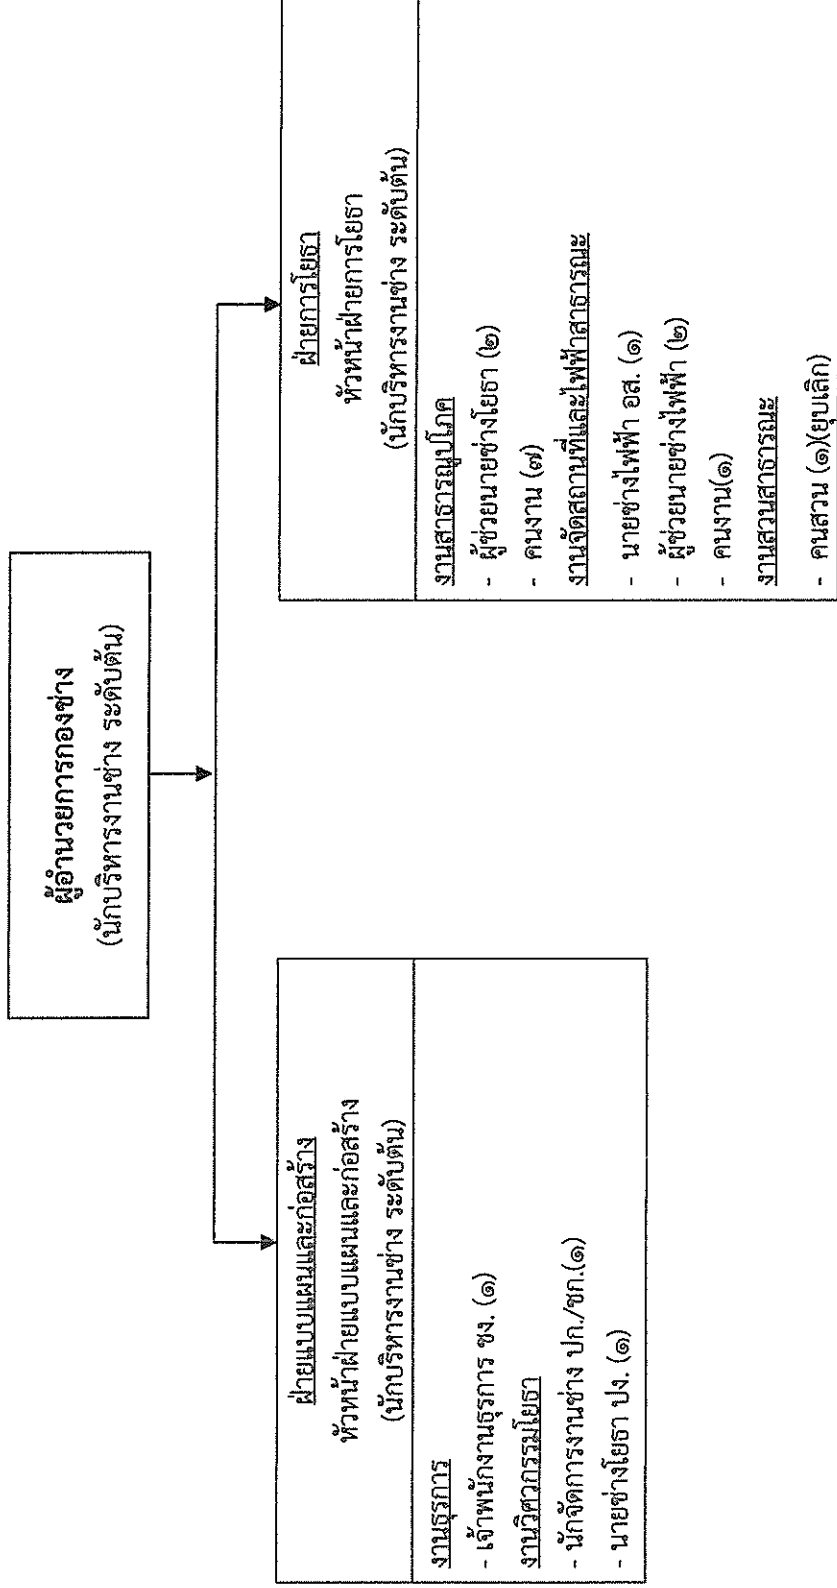 ผู้อำนวยการกองช่าง
(นักบริหารงานช่าง ระดับต้น)
ฝ่ายแบบแผนและก่อสร้าง
หัวหน้าฝ่ายแบบแผนและก่อสร้าง
(นักบริหารงานช่าง ระดับต้น)
งานธุรการ
- เจ้าพนักงานธุรการ ชง. (๑)
งานวิศวกรรมโยธา
- นักจัดการงานช่าง ปก./ชก.(๑)
- นายช่างโยธา ปง. (๑)
ฝ่ายการโยธา
หัวหน้าฝ่ายการโยธา
(นักบริหารงานช่าง ระดับต้น)
งานสาธารณูปโภค
- ผู้ช่วยนายช่างโยธา (๒)
- คนงาน (๗)
งานจัดสถานที่และไฟฟ้าสาธารณะ
- นายช่างไฟฟ้า อส. (๑)
- ผู้ช่วยนายช่างไฟฟ้า (๒)
- คนงาน(๑)
งานสวนสาธารณะ
- คนสวน (๑)(ยุบเลิก)